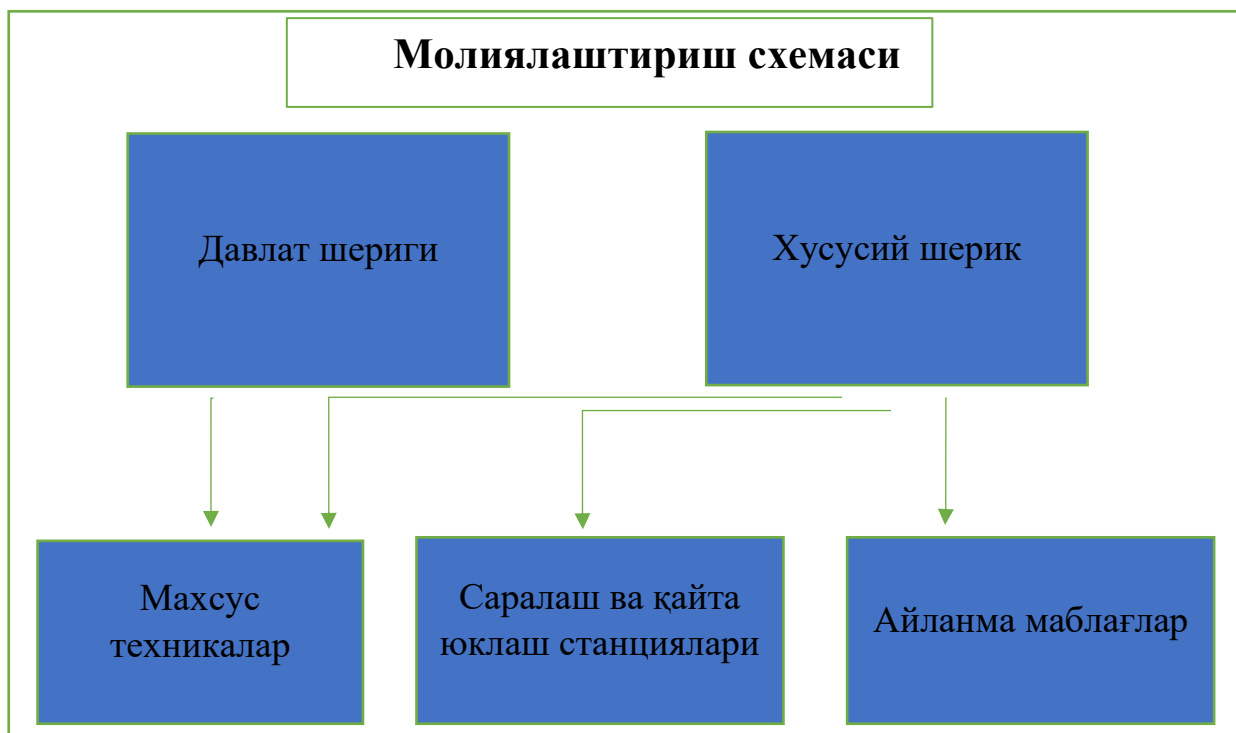 Молиялаштириш схемаси
Давлат шериги
Хусусий шерик
Махсус
техникалар
Саралаш ва қайта
юклаш станциялари
Айланма маблағлар